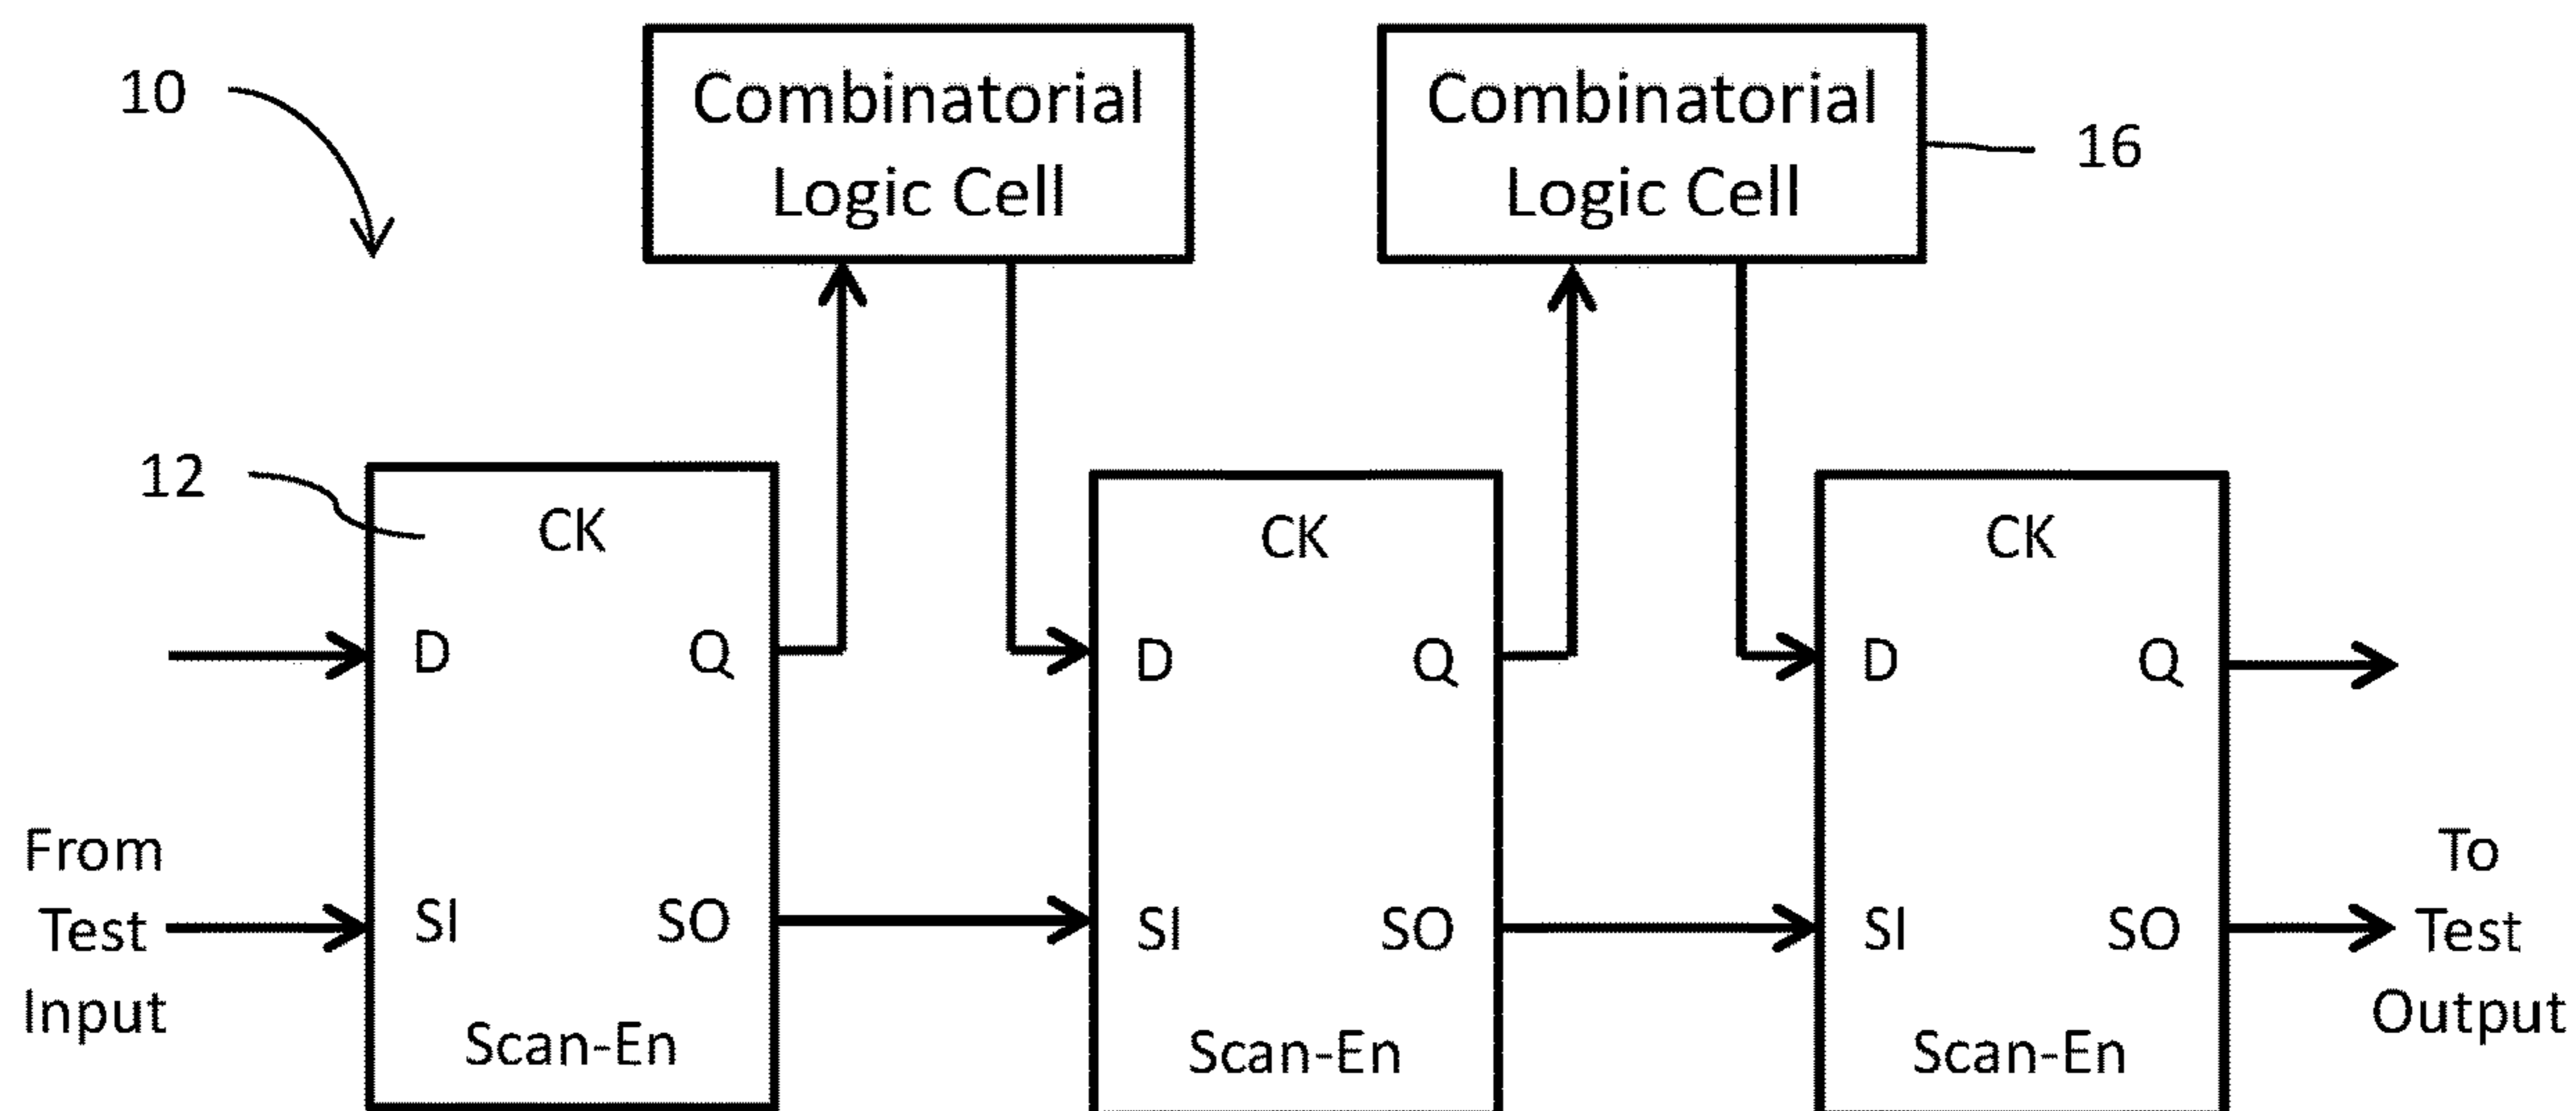 10
Combinatorial
Logic Cell
Combinatorial
Logic Cell
16
12
CK
D
Q
SI
SO
Scan-En
CK
D
Q
SI
SO
Scan-En
CK
D
Q
SI
SO
Scan-En
From
Test
Input
To
Test
Output